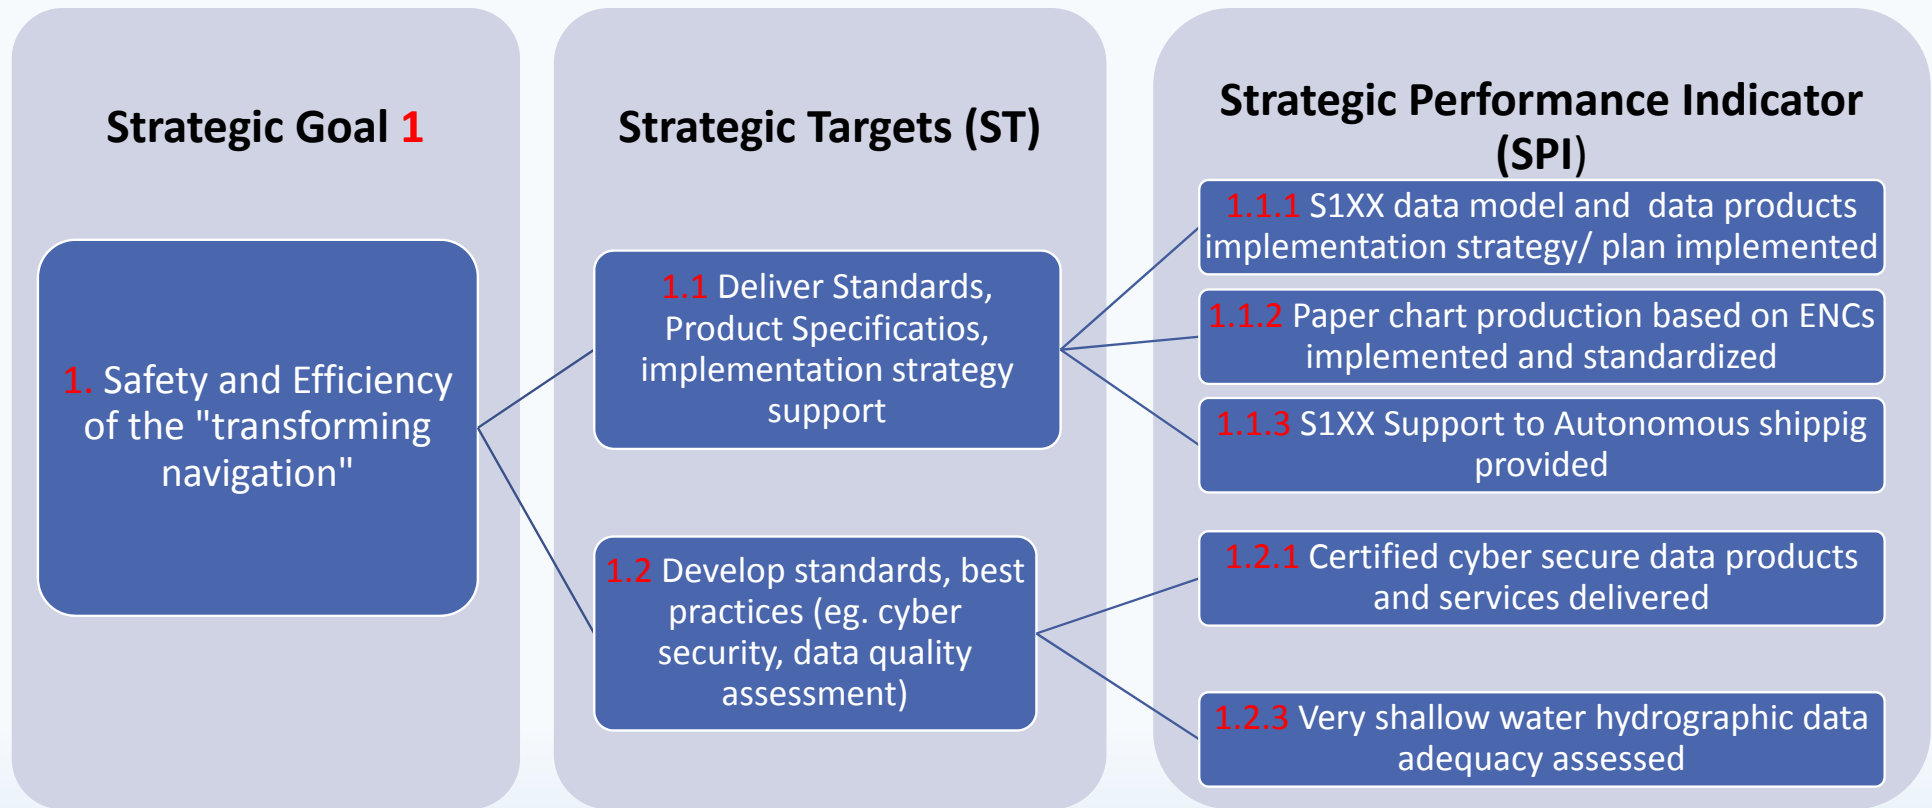 Strategic Goal 1
1. Safety and Efficiency
of the "transforming
navigation"
Strategic Targets (ST)
1.1 Deliver Standards,
Product Specificatios,
implementation strategy
support
1.2 Develop standards, best
practices (eg. cyber
security, data quality
assessment)
Strategic Performance Indicator
(SPI)
1.1.1 S1XX data model and  data products
implementation strategy/ plan implemented
1.1.2 Paper chart production based on ENCs
implemented and standardized
1.1.3 S1XX Support to Autonomous shippig
provided
1.2.1 Certified cyber secure data products
and services delivered
1.2.3 Very shallow water hydrographic data
adequacy assessed